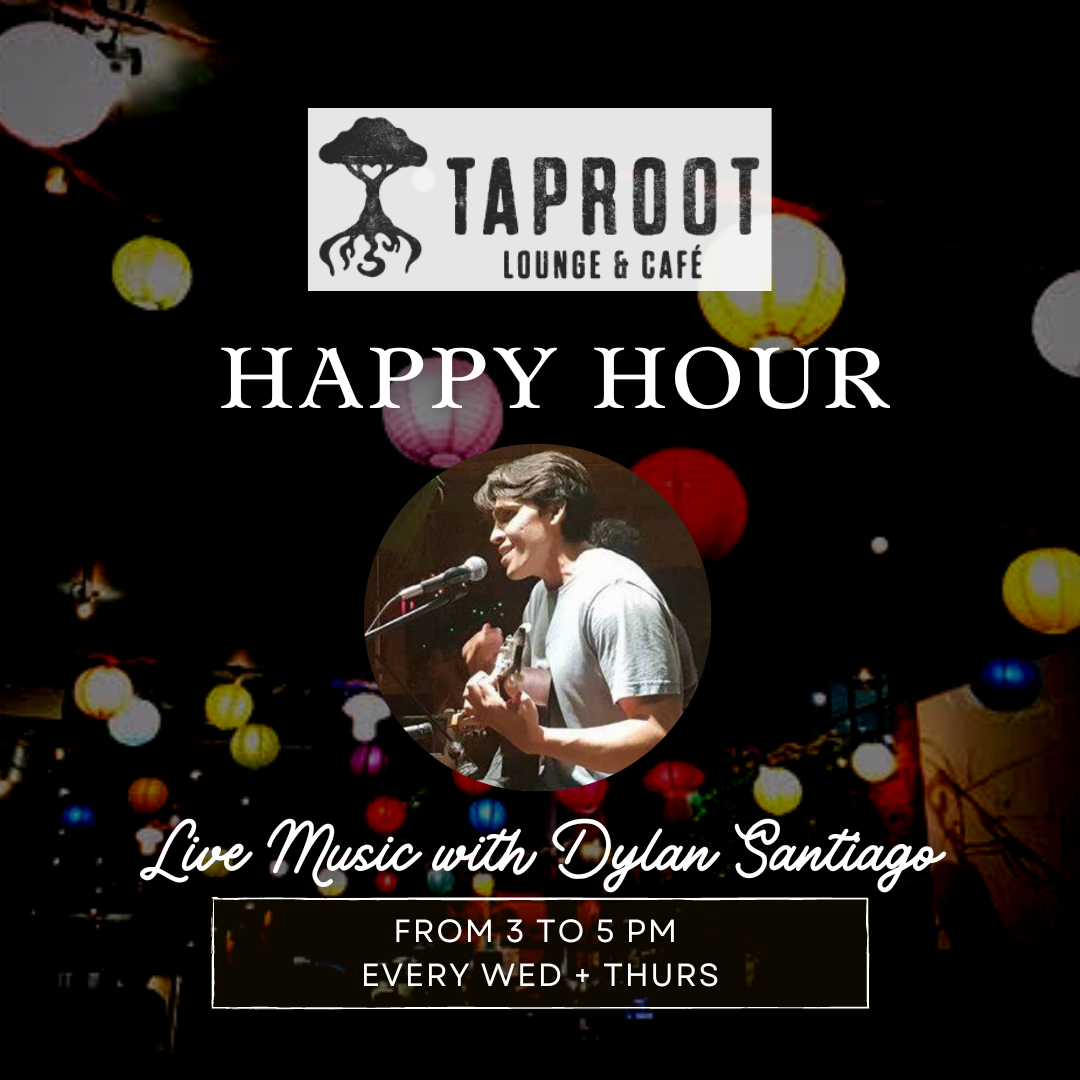 TAPROOT
LOUNGE & CAFÉ
HAPPY HOUR
Live Music with Dylan Santiago
FROM 3 TO 5 PM
EVERY WED + THURS